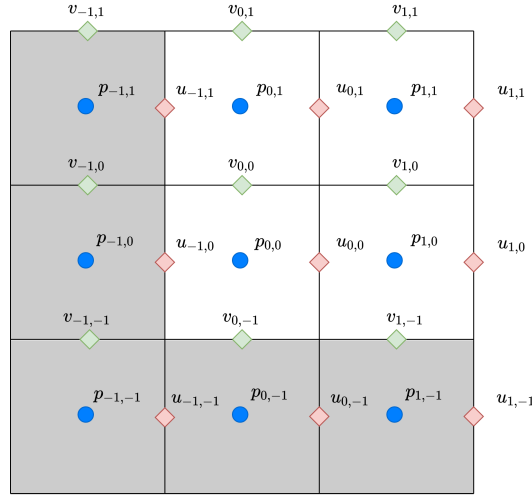 v_{-1,1} v_{0,1} v_{1,1}
p_{-1,1} u_{-1,1} p_{0,1} u_{0,1} p_{1,1} u_{1,1}
v_{-1,0} v_{0,0} v_{1,0}
p_{-1,0} u_{-1,0} p_{0,0} u_{0,0} p_{1,0} u_{1,0}
v_{-1,-1} v_{0,-1} v_{1,-1}
p_{-1,-1} u_{-1,-1} p_{0,-1} u_{0,-1} p_{1,-1} u_{1,-1}